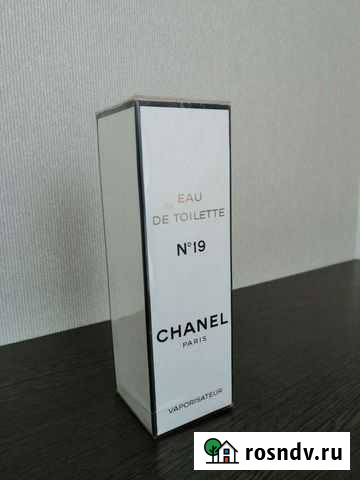 EAU
DE TOILETTE
N°19
CHANEL
PARIS
VAPORISATEUR
rosndv.ru